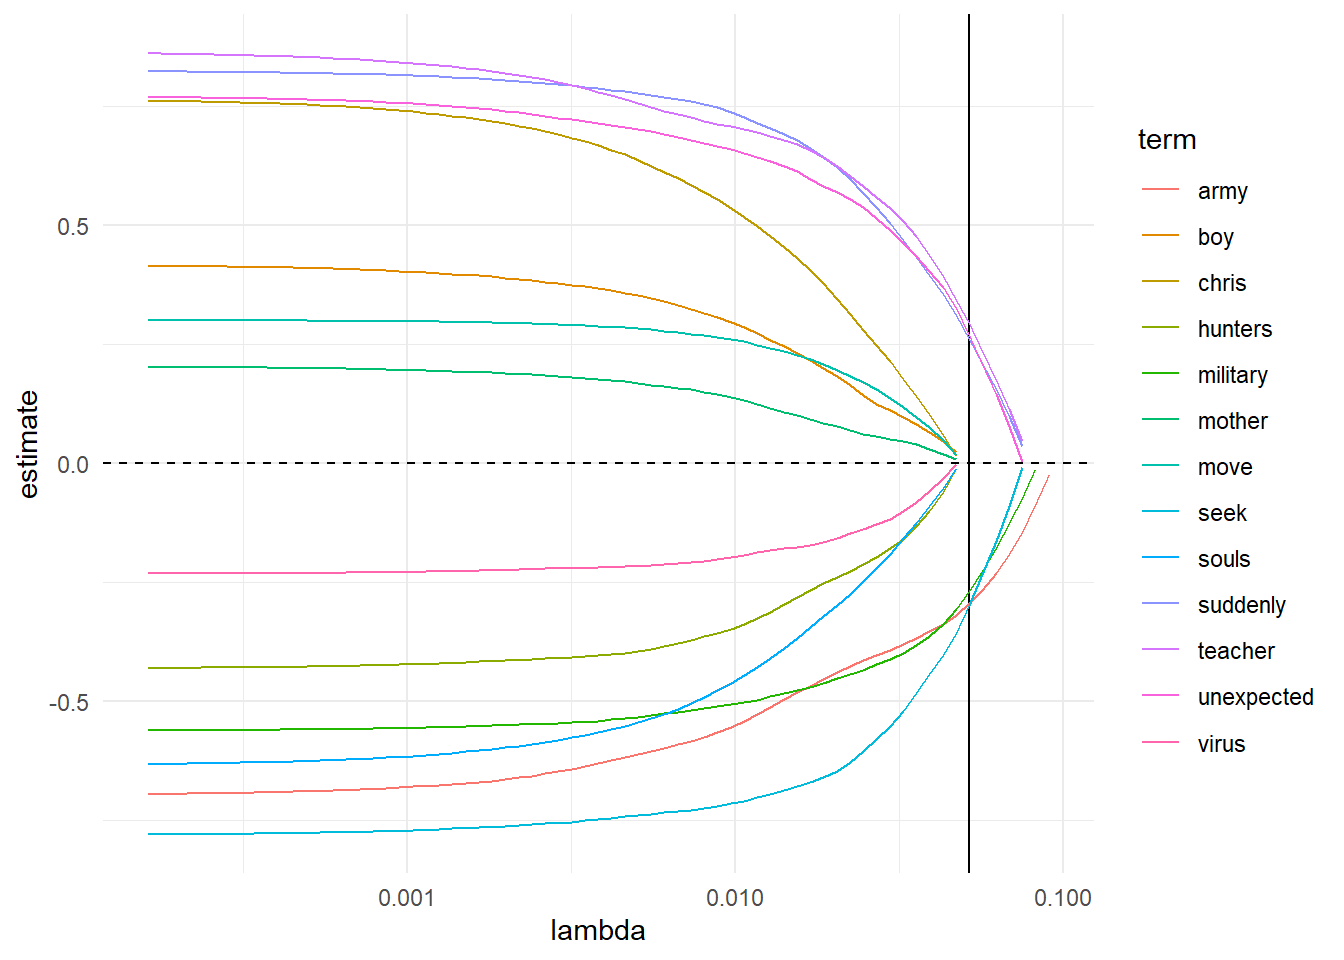 estimate
0.5
0.0
-0.5
0.001
0.010
0.100
lambda
term
army
boy
chris
hunters
military
mother
move
seek
souls
suddenly
teacher
unexpected
virus